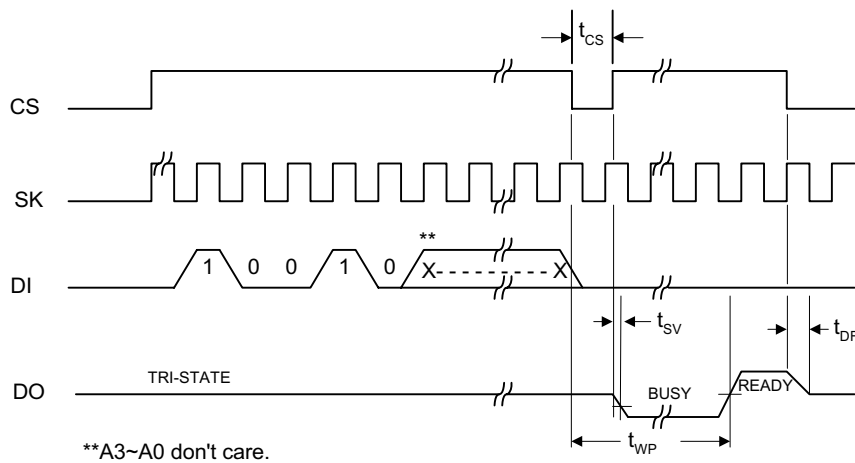 tCS
CS
SK
**
DI 1 0 0 1 0 X - - - - - - - - - X
tSV
tDF
DO TRI-STATE BUSY READY
tWP
**A3~A0 don't care.